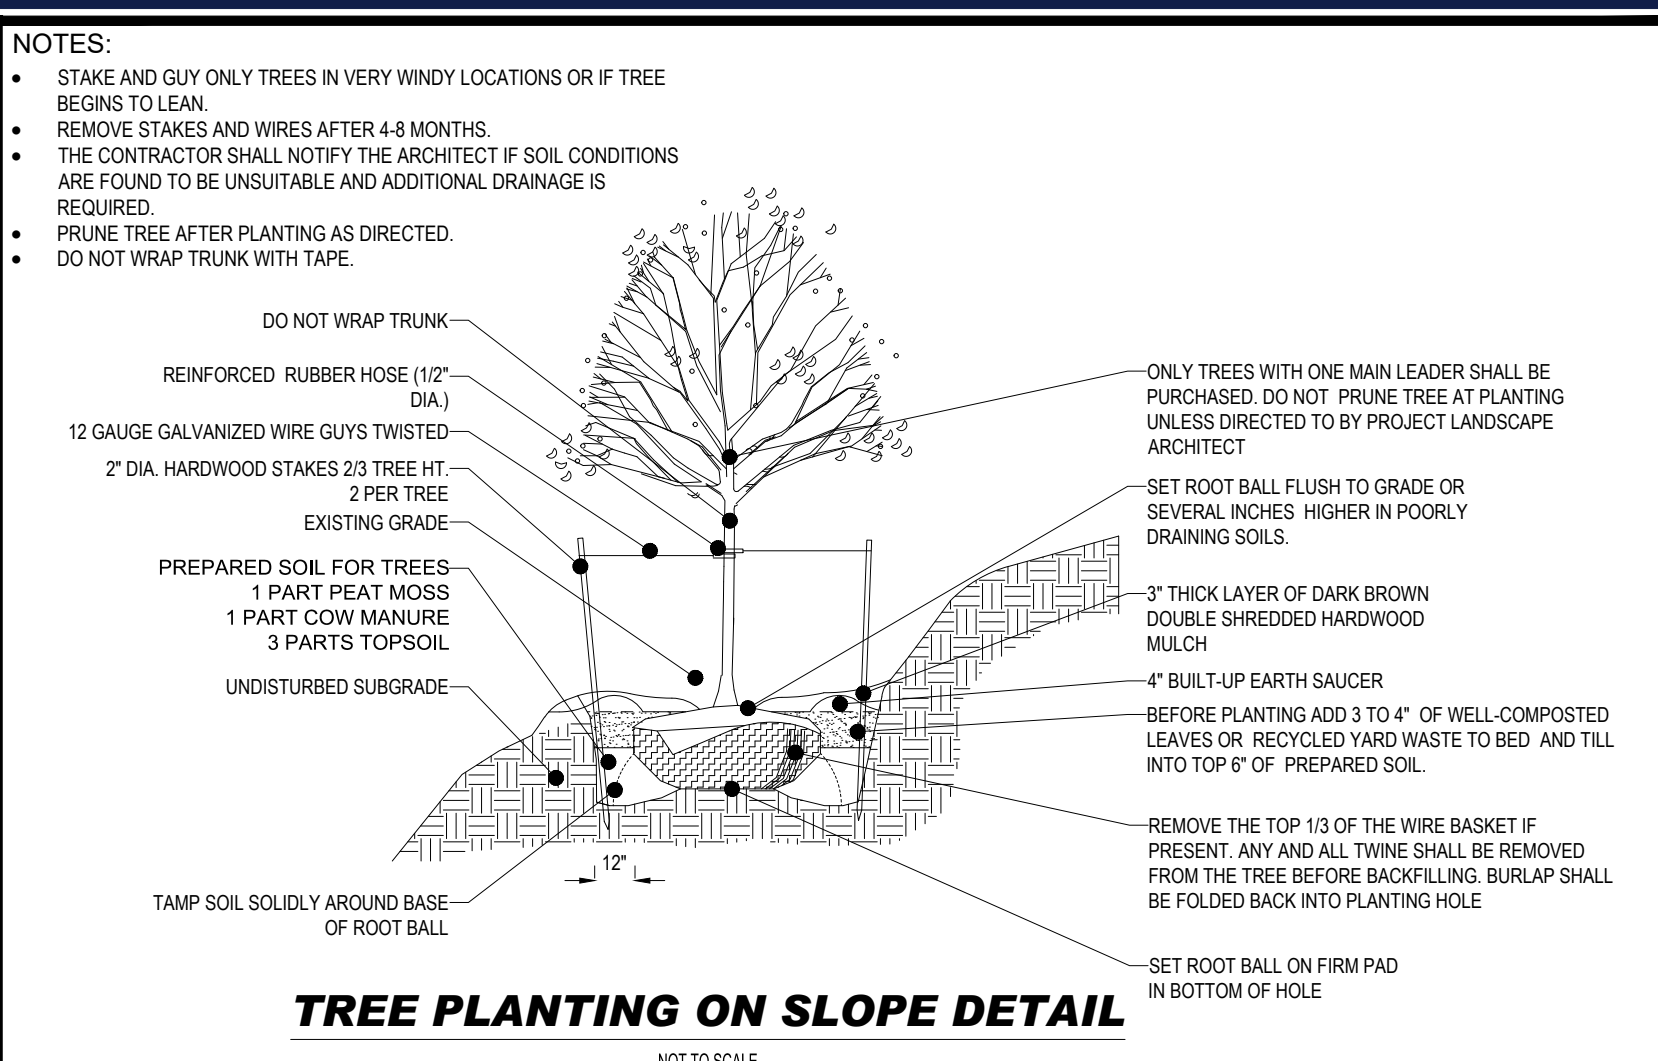 NOTES:
• STAKE AND GUY ONLY TREES IN VERY WINDY LOCATIONS OR IF TREE
BEGINS TO LEAN.
• REMOVE STAKES AND WIRES AFTER 4-8 MONTHS.
• THE CONTRACTOR SHALL NOTIFY THE ARCHITECT IF SOIL CONDITIONS
ARE FOUND TO BE UNSUITABLE AND ADDITIONAL DRAINAGE IS
REQUIRED.
• PRUNE TREE AFTER PLANTING AS DIRECTED.
• DO NOT WRAP TRUNK WITH TAPE.
DO NOT WRAP TRUNK
REINFORCED RUBBER HOSE (1/2"
DIA.)
12 GAUGE GALVANIZED WIRE GUYS TWISTED
2" DIA. HARDWOOD STAKES 2/3 TREE HT.
2 PER TREE
EXISTING GRADE
PREPARED SOIL FOR TREES
1 PART PEAT MOSS
1 PART COW MANURE
3 PARTS TOPSOIL
UNDISTURBED SUBGRADE
TAMP SOIL SOLIDLY AROUND BASE
OF ROOT BALL
12"
ONLY TREES WITH ONE MAIN LEADER SHALL BE
PURCHASED. DO NOT PRUNE TREE AT PLANTING
UNLESS DIRECTED TO BY PROJECT LANDSCAPE
ARCHITECT
SET ROOT BALL FLUSH TO GRADE OR
SEVERAL INCHES HIGHER IN POORLY
DRAINING SOILS.
3" THICK LAYER OF DARK BROWN
DOUBLE SHREDDED HARDWOOD
MULCH
4" BUILT-UP EARTH SAUCER
BEFORE PLANTING ADD 3 TO 4" OF WELL-COMPOSTED
LEAVES OR RECYCLED YARD WASTE TO BED AND TILL
INTO TOP 6" OF PREPARED SOIL.
REMOVE THE TOP 1/3 OF THE WIRE BASKET IF
PRESENT. ANY AND ALL TWINE SHALL BE REMOVED
FROM THE TREE BEFORE BACKFILLING. BURLAP SHALL
BE FOLDED BACK INTO PLANTING HOLE
SET ROOT BALL ON FIRM PAD
IN BOTTOM OF HOLE
TREE PLANTING ON SLOPE DETAIL
NOT TO SCALE